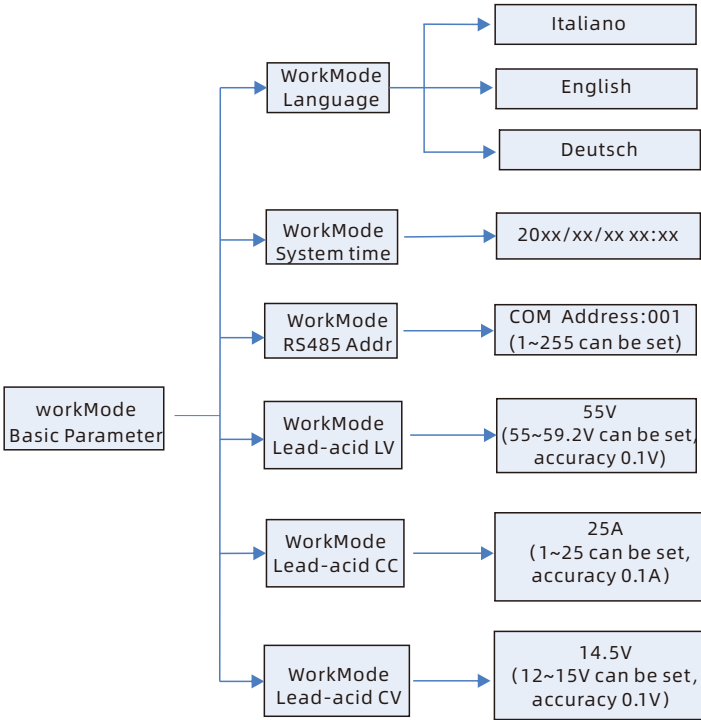 workMode
Basic Parameter
WorkMode
Language
Italiano
English
Deutsch
WorkMode
System time
20xx/xx/xx xx:xx
WorkMode
RS485 Addr
COM Address:001
(1~255 can be set)
WorkMode
Lead-acid LV
55V
(55~59.2V can be set,
accuracy 0.1V)
WorkMode
Lead-acid CC
25A
(1~25 can be set,
accuracy 0.1A)
WorkMode
Lead-acid CV
14.5V
(12~15V can be set,
accuracy 0.1V)